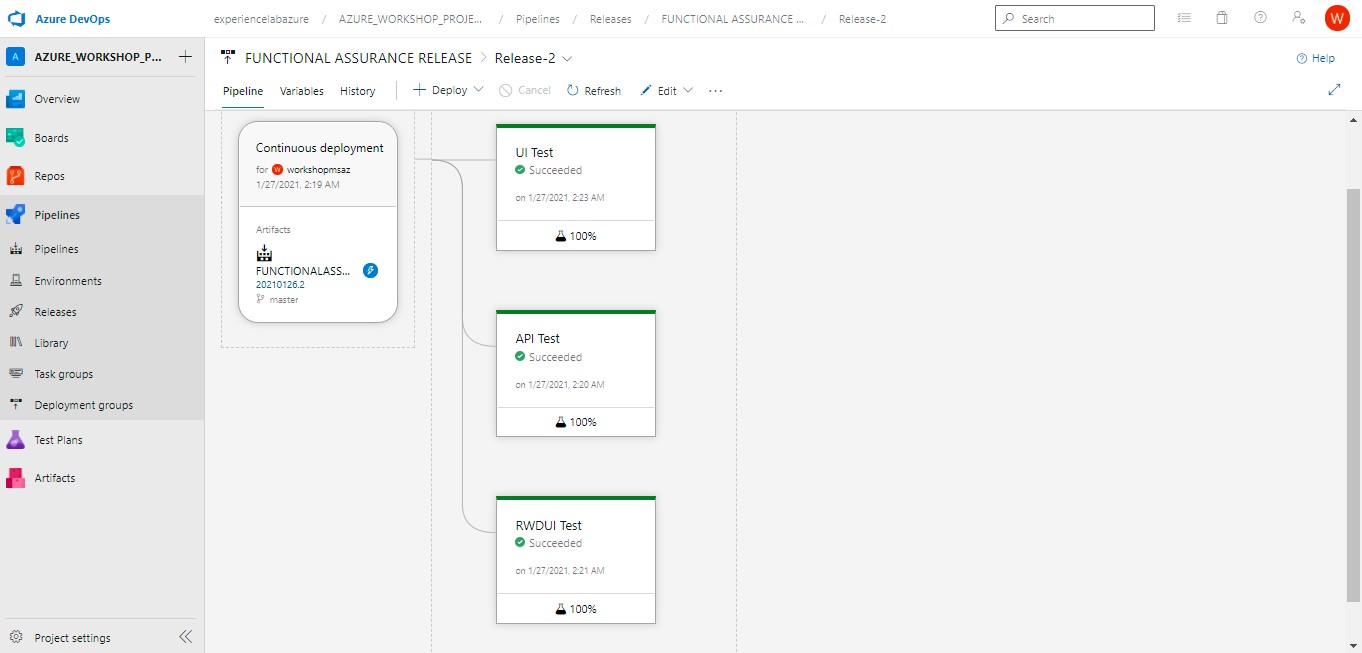 Azure DevOps
experiencelabazure / AZURE_WORKSHOP_PROJE... / Pipelines / Releases / FUNCTIONAL ASSURANCE ... / Release-2
Search
W
A AZURE_WORKSHOP_P...
Overview
Boards
Repos
Pipelines
Pipelines
Environments
Releases
Library
Task groups
Deployment groups
Test Plans
Artifacts
Project settings
FUNCTIONAL ASSURANCE RELEASE > Release-2
Help
Pipeline Variables History
Deploy Cancel Refresh Edit ...
Continuous deployment
for W workshopmsaz
1/27/2021, 2:19 AM
Artifacts
FUNCTIONALASS...
20210126.2
master
UI Test
Succeeded
on 1/27/2021, 2:23 AM
100%
API Test
Succeeded
on 1/27/2021, 2:20 AM
100%
RWDUI Test
Succeeded
on 1/27/2021, 2:21 AM
100%